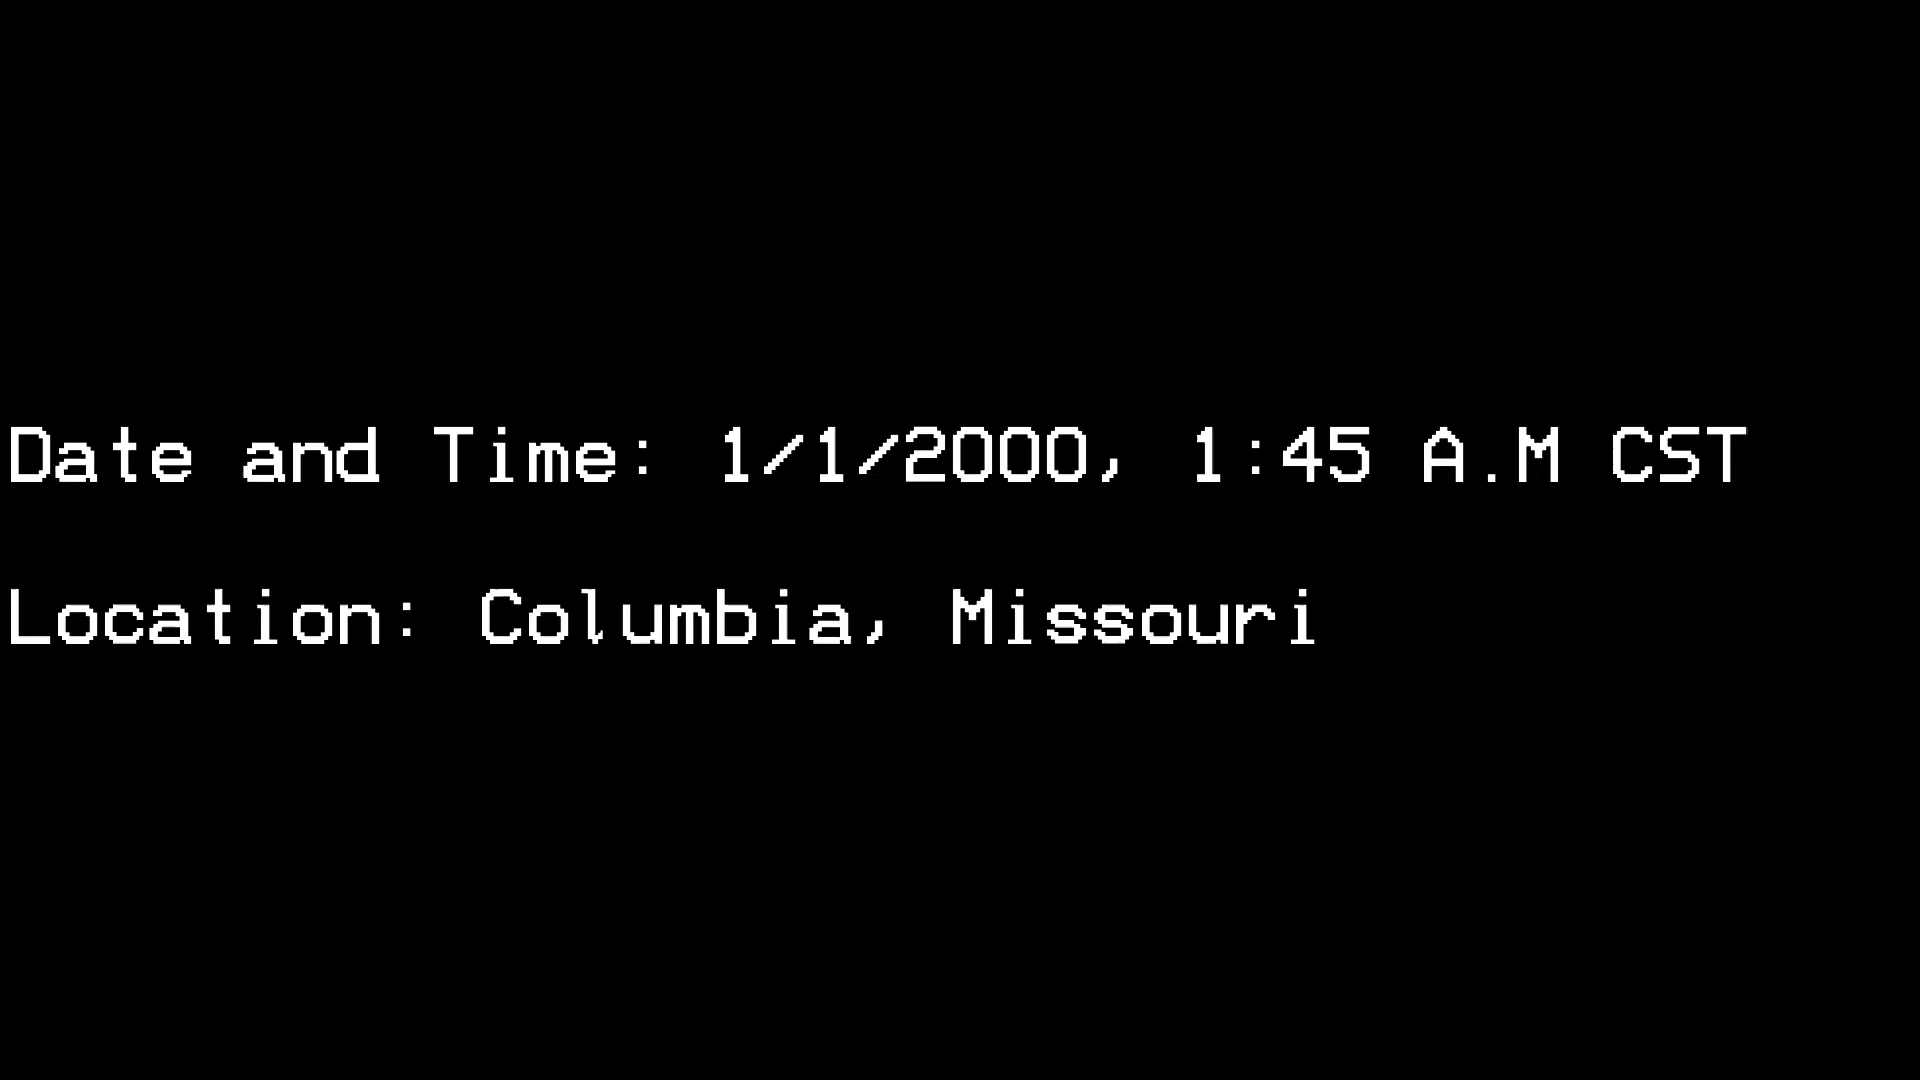 Date and Time: 1/1/2000, 1:45 A.M CST
Location: Columbia, Missouri